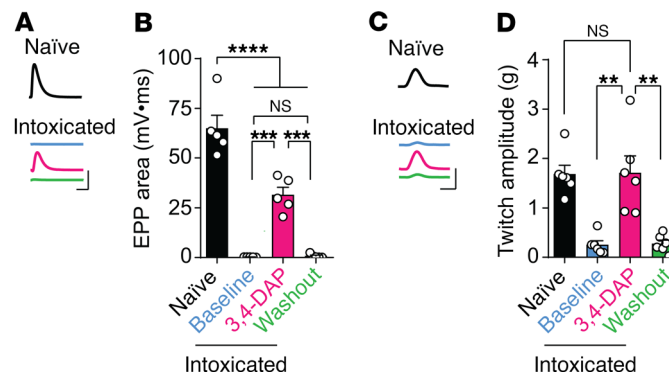 A
Naïve
Intoxicated
B
EPP area (mV•ms)
100
75
50
25
0
****
NS
***
***
Naïve
Baseline
3,4-DAP
Washout
Intoxicated
C
Naïve
Intoxicated
D
Twitch amplitude (g)
4
3
2
1
0
NS
**
**
Naïve
Baseline
3,4-DAP
Washout
Intoxicated